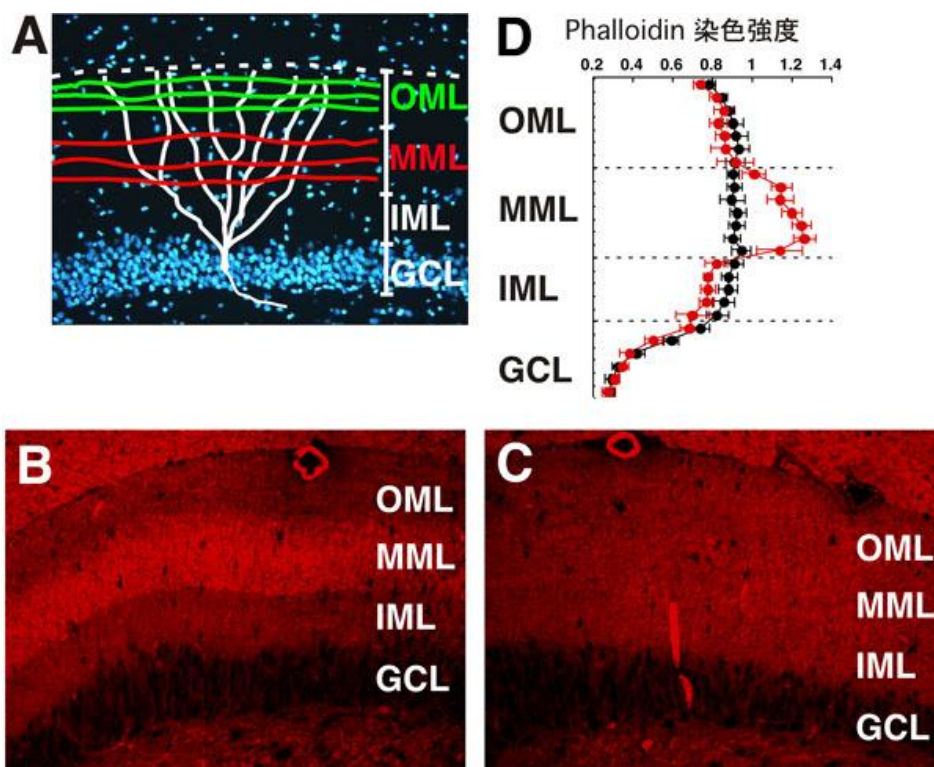 A
OML
MML
IML
GCL
D
Phalloidin 染色強度
0.2 0.4 0.6 0.8 1 1.2 1.4
OML
MML
IML
GCL
B
OML
MML
IML
GCL
C
OML
MML
IML
GCL